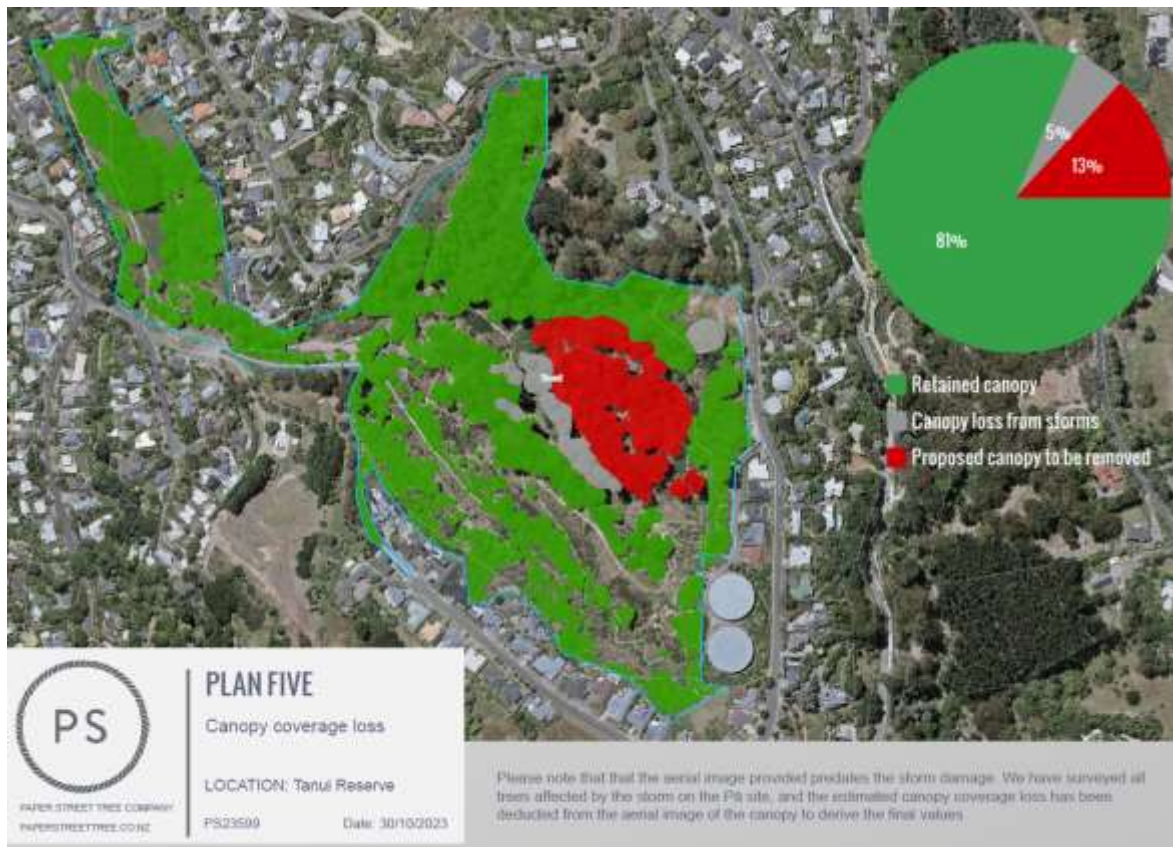 5%
13%
81%
Retained canopy
Canopy loss from storms
Proposed canopy to be removed
PS
PAPER STREET TREE COMPANY
PAPERSTREETTREE.CO.NZ
PLAN FIVE
Canopy coverage loss
LOCATION: Tanui Reserve
PS23599
Date: 30/10/2023
Please note that that the aerial image provided predates the storm damage. We have surveyed all
trees affected by the storm on the Pā site, and the estimated canopy coverage loss has been
deducted from the aerial image of the canopy to derive the final values